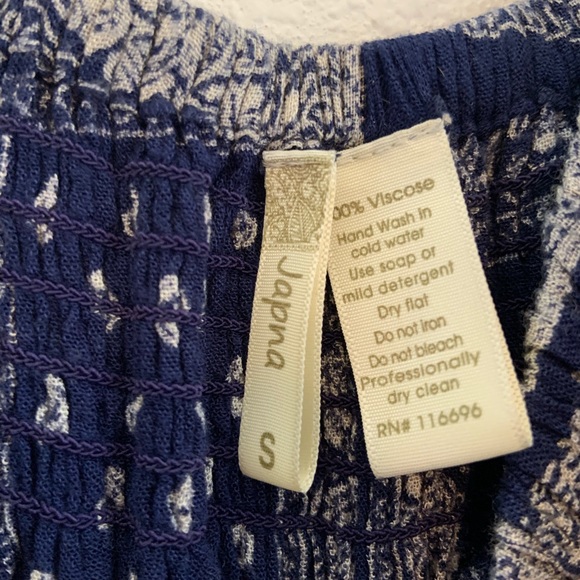 Japna
S
00% Viscose
Hand Wash in
cold water
Use soap or
mild detergent
Dry flat
Do not iron
Do not bleach
Professionally
dry clean
RN# 116696